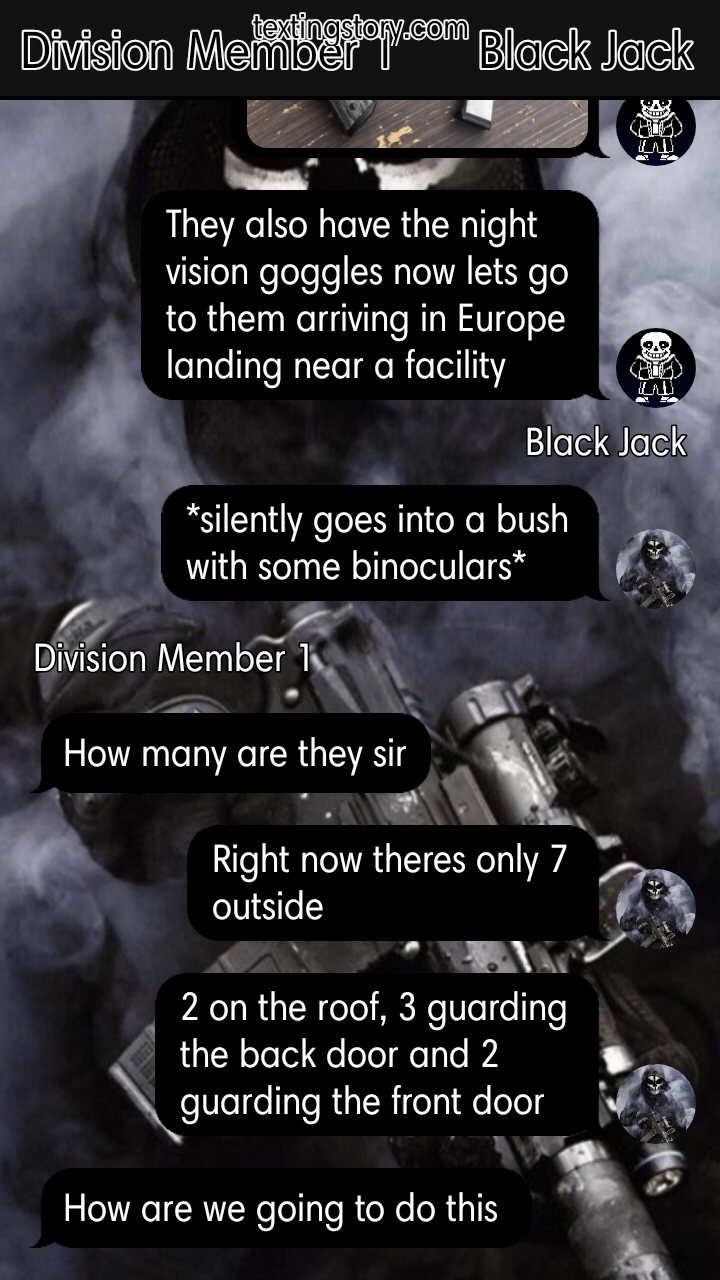 textingstory.com
Division Member 1 Black Jack
They also have the night
vision goggles now lets go
to them arriving in Europe
landing near a facility
Black Jack
*silently goes into a bush
with some binoculars*
Division Member 1
How many are they sir
Right now theres only 7
outside
2 on the roof, 3 guarding
the back door and 2
guarding the front door
How are we going to do this